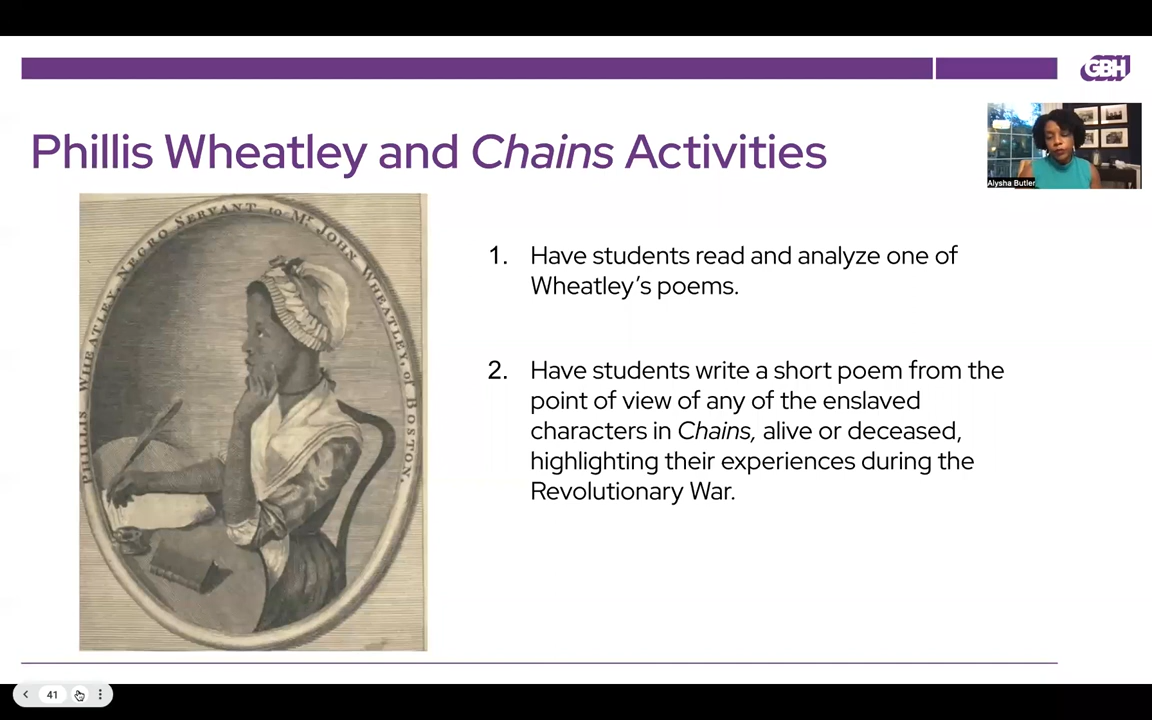 GBH
Phillis Wheatley and Chains Activities
Alysha Butler
PHILLIS WHEATLEY, NEGRO SERVANT to Mr. JOHN WHEATLEY, of BOSTON.
1. Have students read and analyze one of
Wheatley’s poems.
2. Have students write a short poem from the
point of view of any of the enslaved
characters in Chains, alive or deceased,
highlighting their experiences during the
Revolutionary War.
41